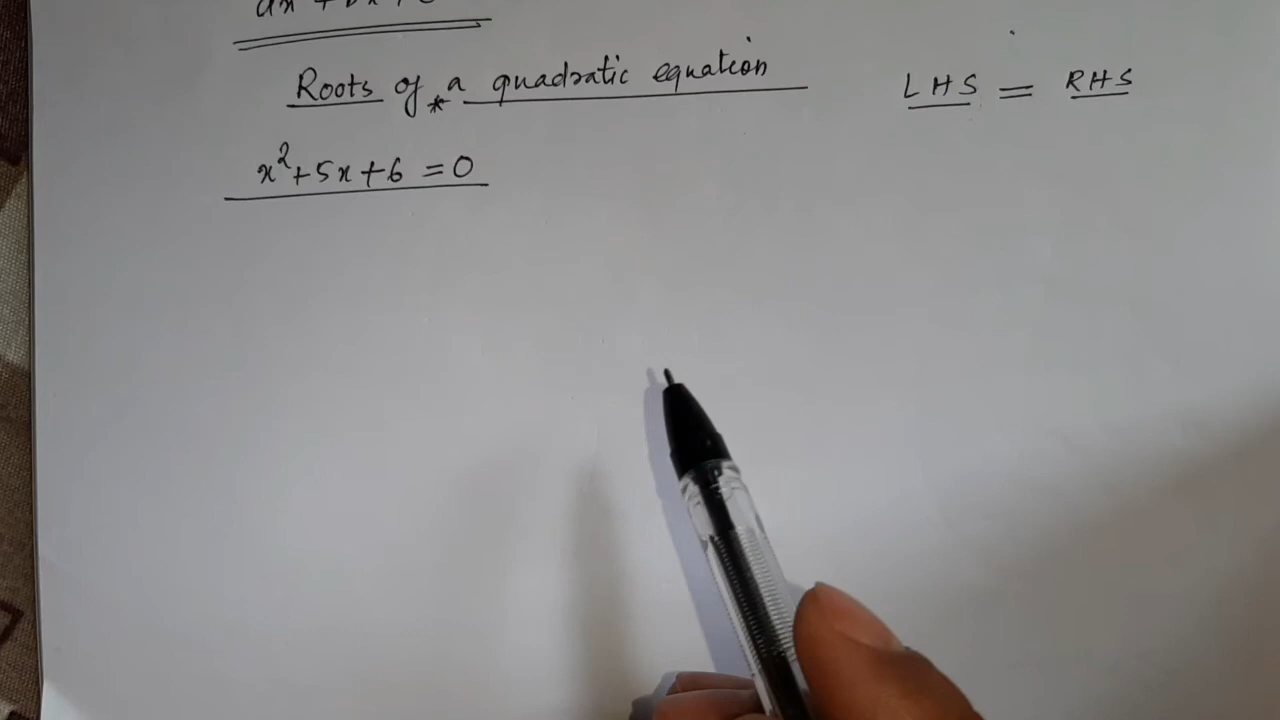 Roots of a quadratic equation
LHS = RHS
x²+5x+6 =0